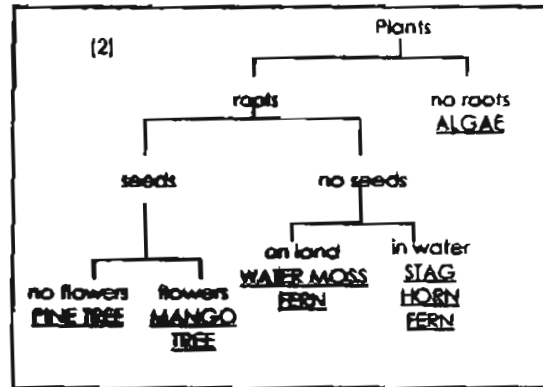 (2)
Plants
roots
no roots
ALGAE
seeds
no seeds
on land
WATER MOSS
FERN
in water
STAG
HORN
FERN
no flowers
PINE TREE
flowers
MANGO
TREE